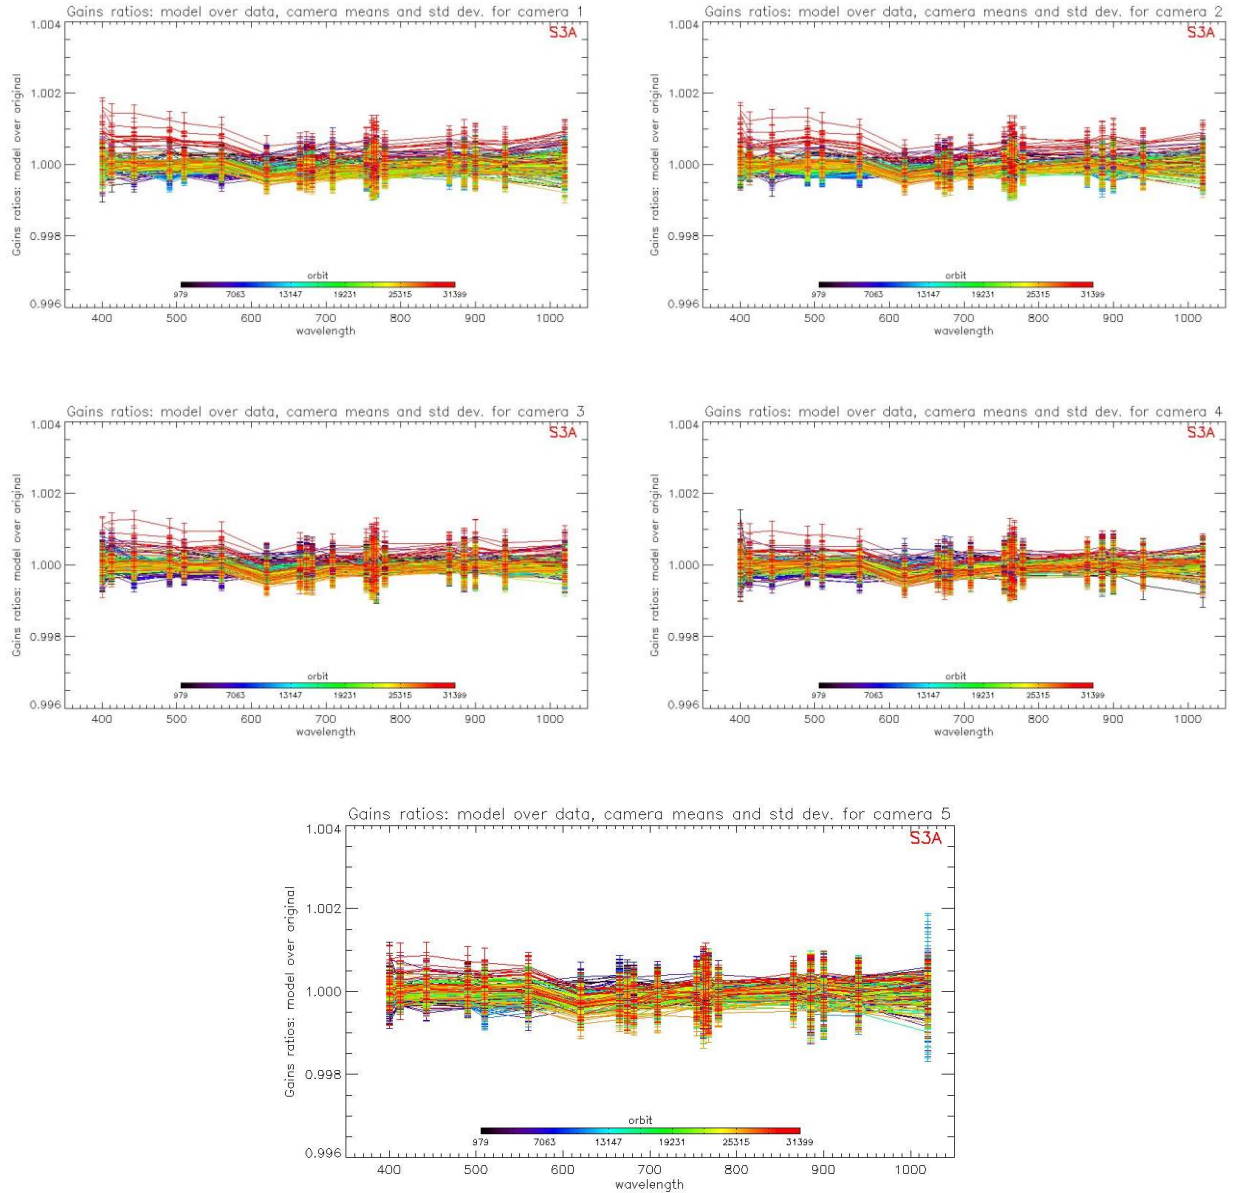 Gains ratios: model over data, camera means and std dev. for camera 1
S3A
1.004
1.002
1.000
0.998
0.996
Gains ratios: model over original
orbit
979 7063 13147 19231 25315 31399
400 500 600 700 800 900 1000
wavelength
Gains ratios: model over data, camera means and std dev. for camera 2
S3A
1.004
1.002
1.000
0.998
0.996
Gains ratios: model over original
orbit
979 7063 13147 19231 25315 31399
400 500 600 700 800 900 1000
wavelength
Gains ratios: model over data, camera means and std dev. for camera 3
S3A
1.004
1.002
1.000
0.998
0.996
Gains ratios: model over original
orbit
979 7063 13147 19231 25315 31399
400 500 600 700 800 900 1000
wavelength
Gains ratios: model over data, camera means and std dev. for camera 4
S3A
1.004
1.002
1.000
0.998
0.996
Gains ratios: model over original
orbit
979 7063 13147 19231 25315 31399
400 500 600 700 800 900 1000
wavelength
Gains ratios: model over data, camera means and std dev. for camera 5
S3A
1.004
1.002
1.000
0.998
0.996
Gains ratios: model over original
orbit
979 7063 13147 19231 25315 31399
400 500 600 700 800 900 1000
wavelength